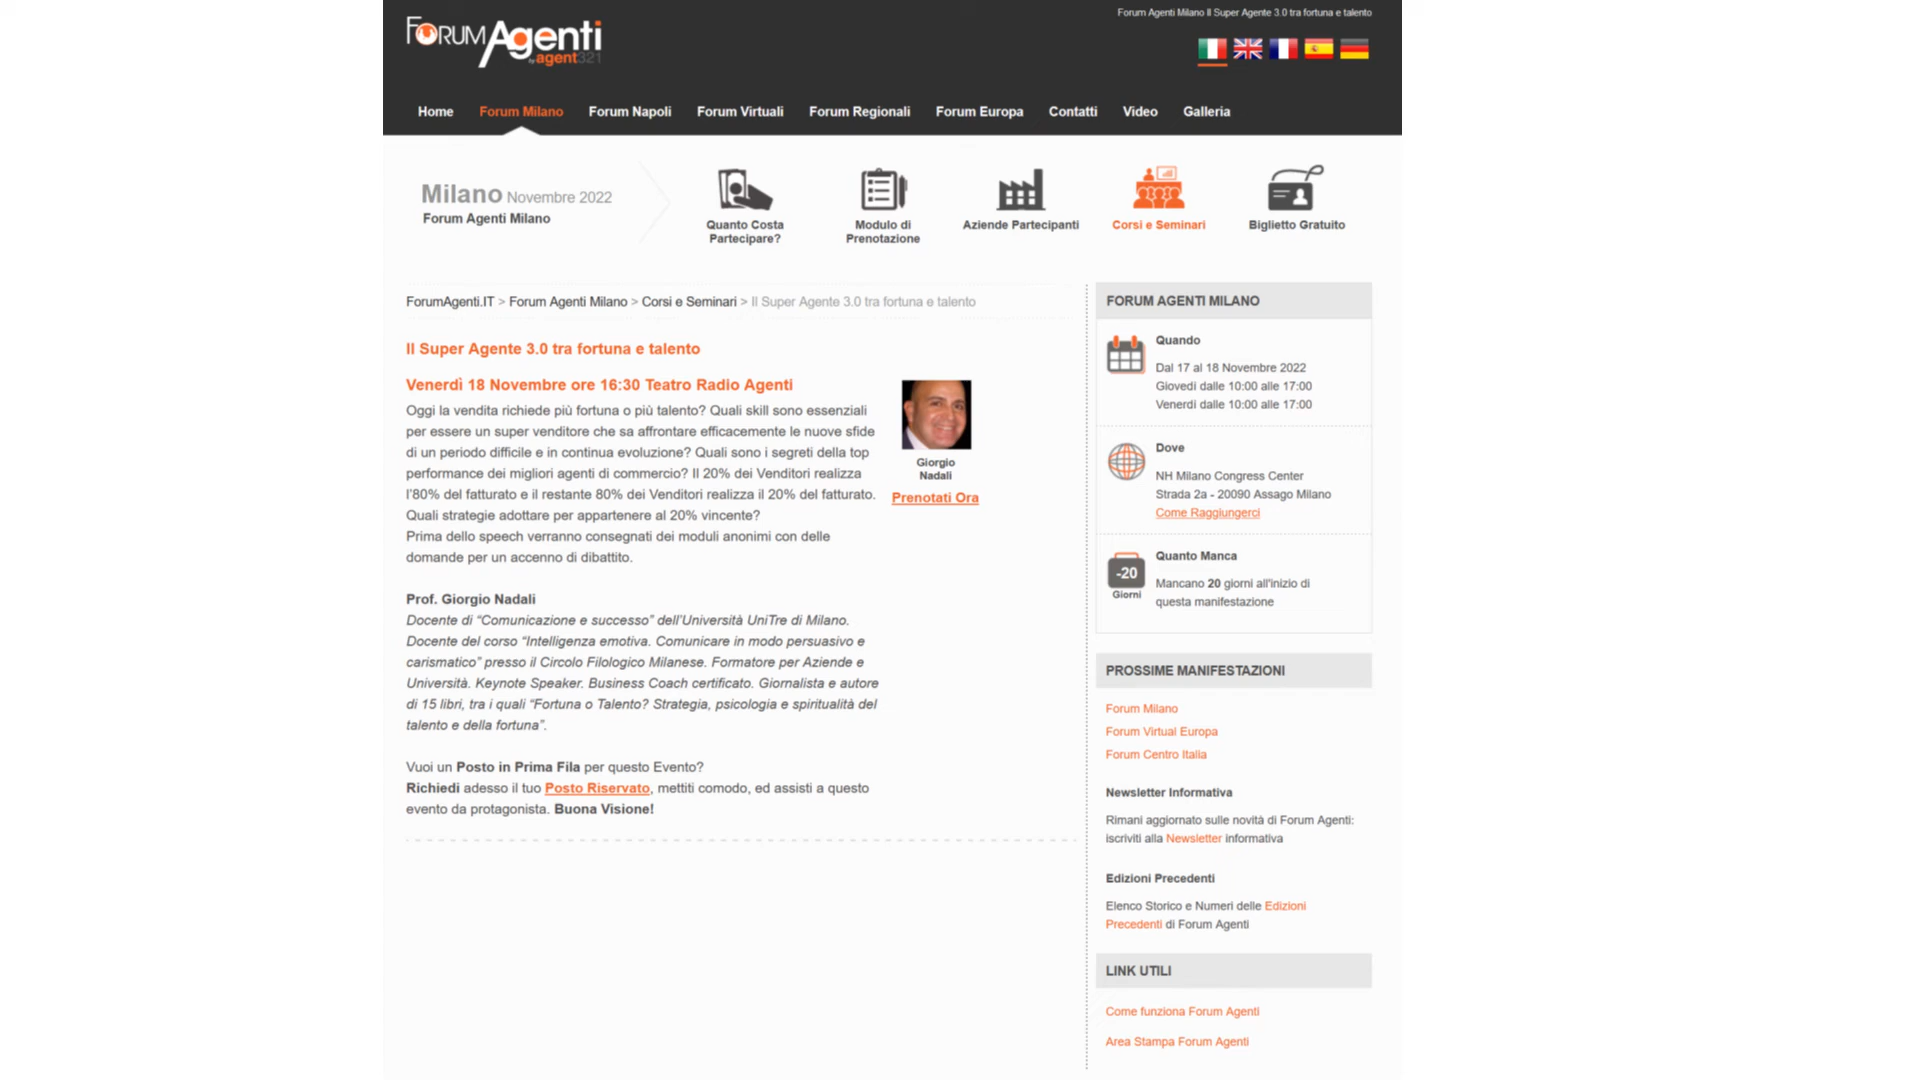 FORUM Agenti
by agent321
Forum Agenti Milano Il Super Agente 3.0 tra fortuna e talento
Home Forum Milano Forum Napoli Forum Virtuali Forum Regionali Forum Europa Contatti Video Galleria
Milano Novembre 2022
Forum Agenti Milano
Quanto Costa
Partecipare?
Modulo di
Prenotazione
Aziende Partecipanti
Corsi e Seminari
Biglietto Gratuito
ForumAgenti.IT > Forum Agenti Milano > Corsi e Seminari > Il Super Agente 3.0 tra fortuna e talento
Il Super Agente 3.0 tra fortuna e talento
Venerdì 18 Novembre ore 16:30 Teatro Radio Agenti
Oggi la vendita richiede più fortuna o più talento? Quali skill sono essenziali
per essere un super venditore che sa affrontare efficacemente le nuove sfide
di un periodo difficile e in continua evoluzione? Quali sono i segreti della top
performance dei migliori agenti di commercio? Il 20% dei Venditori realizza
l'80% del fatturato e il restante 80% dei Venditori realizza il 20% del fatturato.
Quali strategie adottare per appartenere al 20% vincente?
Prima dello speech verranno consegnati dei moduli anonimi con delle
domande per un accenno di dibattito.
Giorgio
Nadali
Prenotati Ora
Prof. Giorgio Nadali
Docente di “Comunicazione e successo” dell’Università UniTre di Milano.
Docente del corso “Intelligenza emotiva. Comunicare in modo persuasivo e
carismatico” presso il Circolo Filologico Milanese. Formatore per Aziende e
Università. Keynote Speaker. Business Coach certificato. Giornalista e autore
di 15 libri, tra i quali “Fortuna o Talento? Strategia, psicologia e spiritualità del
talento e della fortuna”.
Vuoi un Posto in Prima Fila per questo Evento?
Richiedi adesso il tuo Posto Riservato, mettiti comodo, ed assisti a questo
evento da protagonista. Buona Visione!
FORUM AGENTI MILANO
Quando
Dal 17 al 18 Novembre 2022
Giovedi dalle 10:00 alle 17:00
Venerdi dalle 10:00 alle 17:00
Dove
NH Milano Congress Center
Strada 2a - 20090 Assago Milano
Come Raggiungerci
Quanto Manca
-20
Giorni
Mancano 20 giorni all'inizio di
questa manifestazione
PROSSIME MANIFESTAZIONI
Forum Milano
Forum Virtual Europa
Forum Centro Italia
Newsletter Informativa
Rimani aggiornato sulle novità di Forum Agenti:
iscriviti alla Newsletter informativa
Edizioni Precedenti
Elenco Storico e Numeri delle Edizioni
Precedenti di Forum Agenti
LINK UTILI
Come funziona Forum Agenti
Area Stampa Forum Agenti